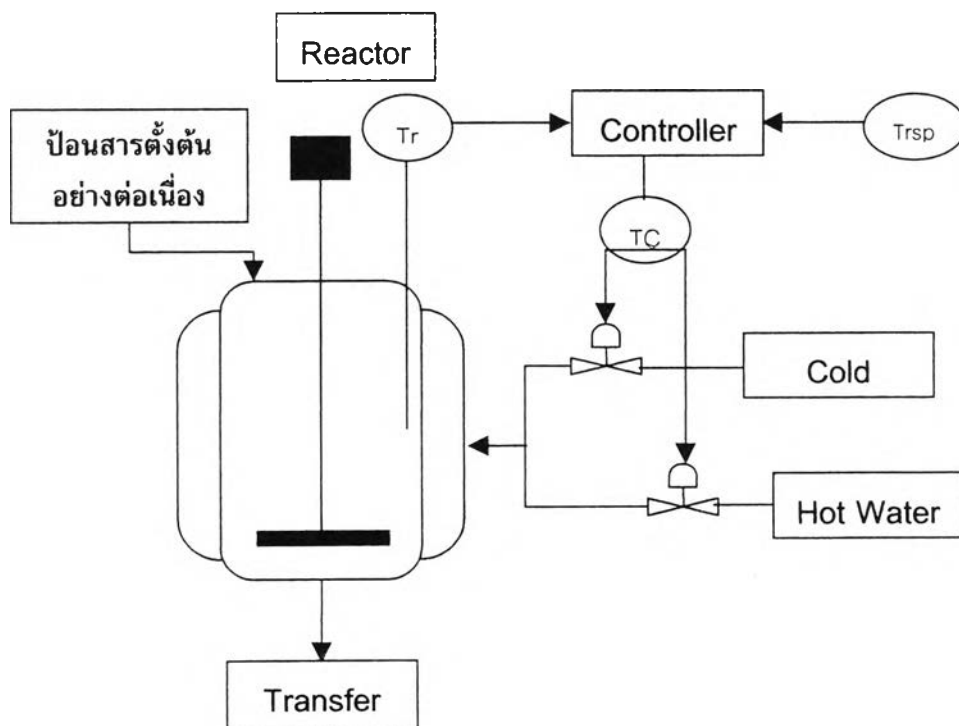 Reactor
ป้อนสารตั้งต้น
อย่างต่อเนื่อง
Tr
Controller
Trsp
TC
Cold
Hot Water
Transfer